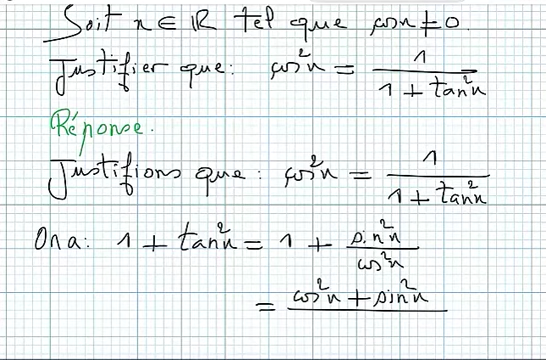 Soit x ∈ ℝ tel que cos x ≠ 0.
Justifier que : cos²x = 1 / (1 + tan²x)
Réponse.
Justifions que : cos²x = 1 / (1 + tan²x)
On a : 1 + tan²x = 1 + sin²x / cos²x
= cos²x + sin²x /